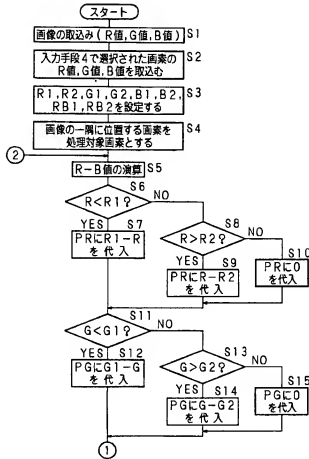 スタート
画像の取込み(R値,G値,B値) S1
入力手段4で選択された画素の S2
R値,G値,B値を取込む
R1,R2,G1,G2,B1,B2, S3
RB1,RB2を設定する
画像の一隅に位置する画素を S4
処理対象画素とする
②
R-B値の演算 S5
S6
R<R1? NO
YES S7
PRにR1-R
を代入
S8
R>R2? NO
YES S9
PRにR-R2
を代入
S10
PRに0
を代入
S11
G<G1? NO
YES S12
PGにG1-G
を代入
S13
G>G2? NO
YES S14
PGにG-G2
を代入
S15
PGに0
を代入
①